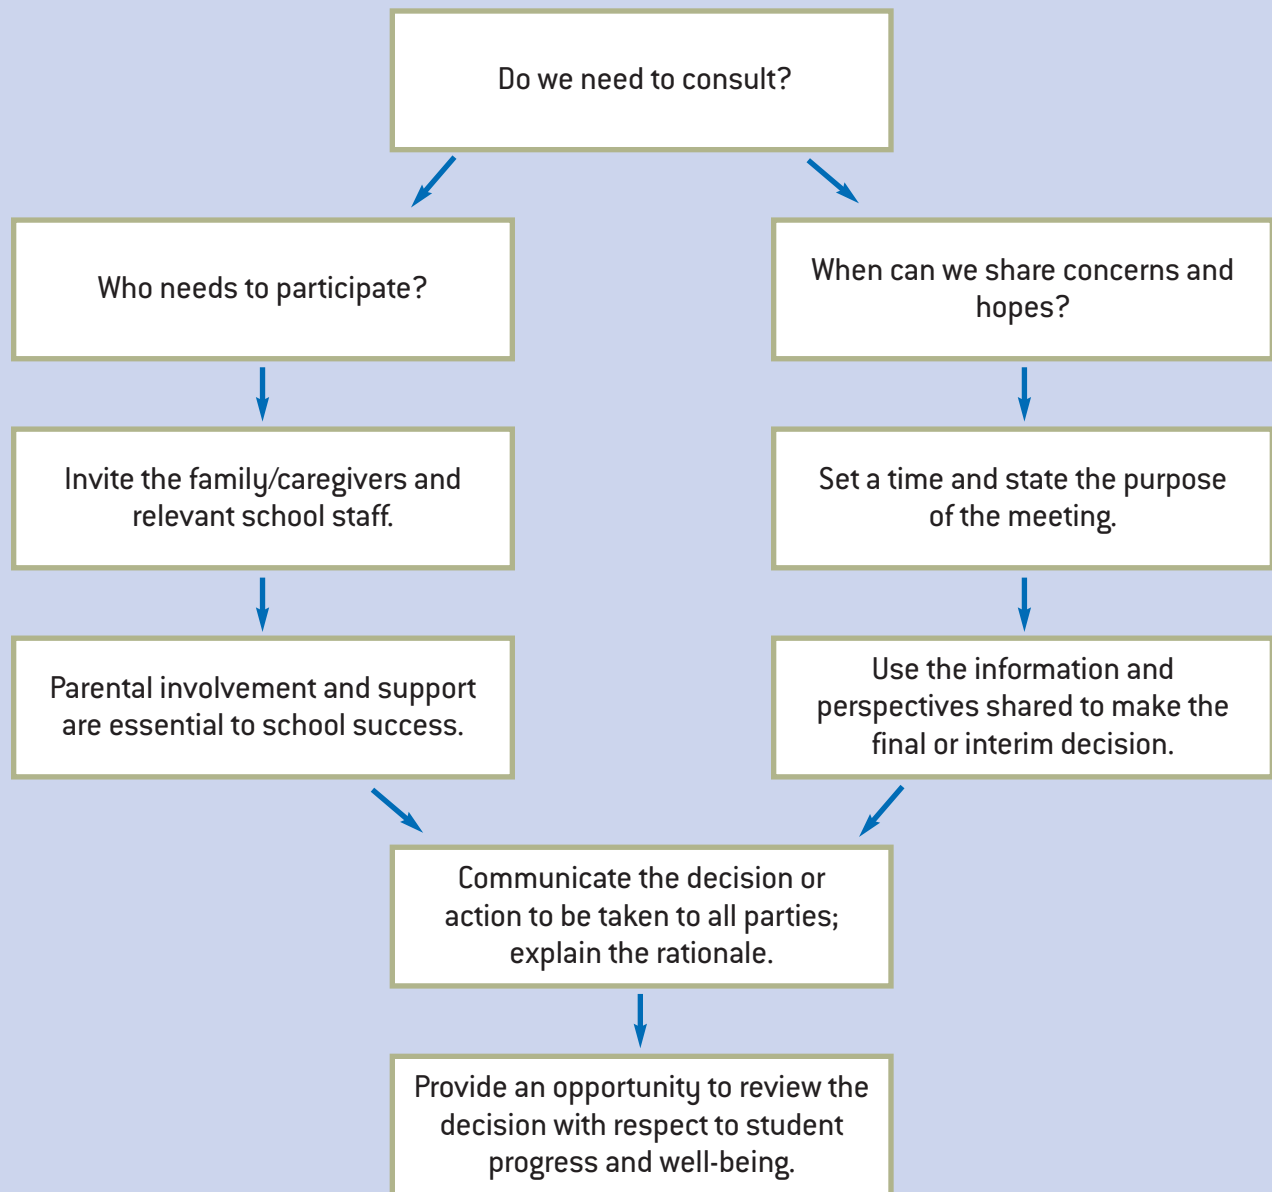 Do we need to consult?
Who needs to participate?
When can we share concerns and
hopes?
Invite the family/caregivers and
relevant school staff.
Set a time and state the purpose
of the meeting.
Parental involvement and support
are essential to school success.
Use the information and
perspectives shared to make the
final or interim decision.
Communicate the decision or
action to be taken to all parties;
explain the rationale.
Provide an opportunity to review the
decision with respect to student
progress and well-being.